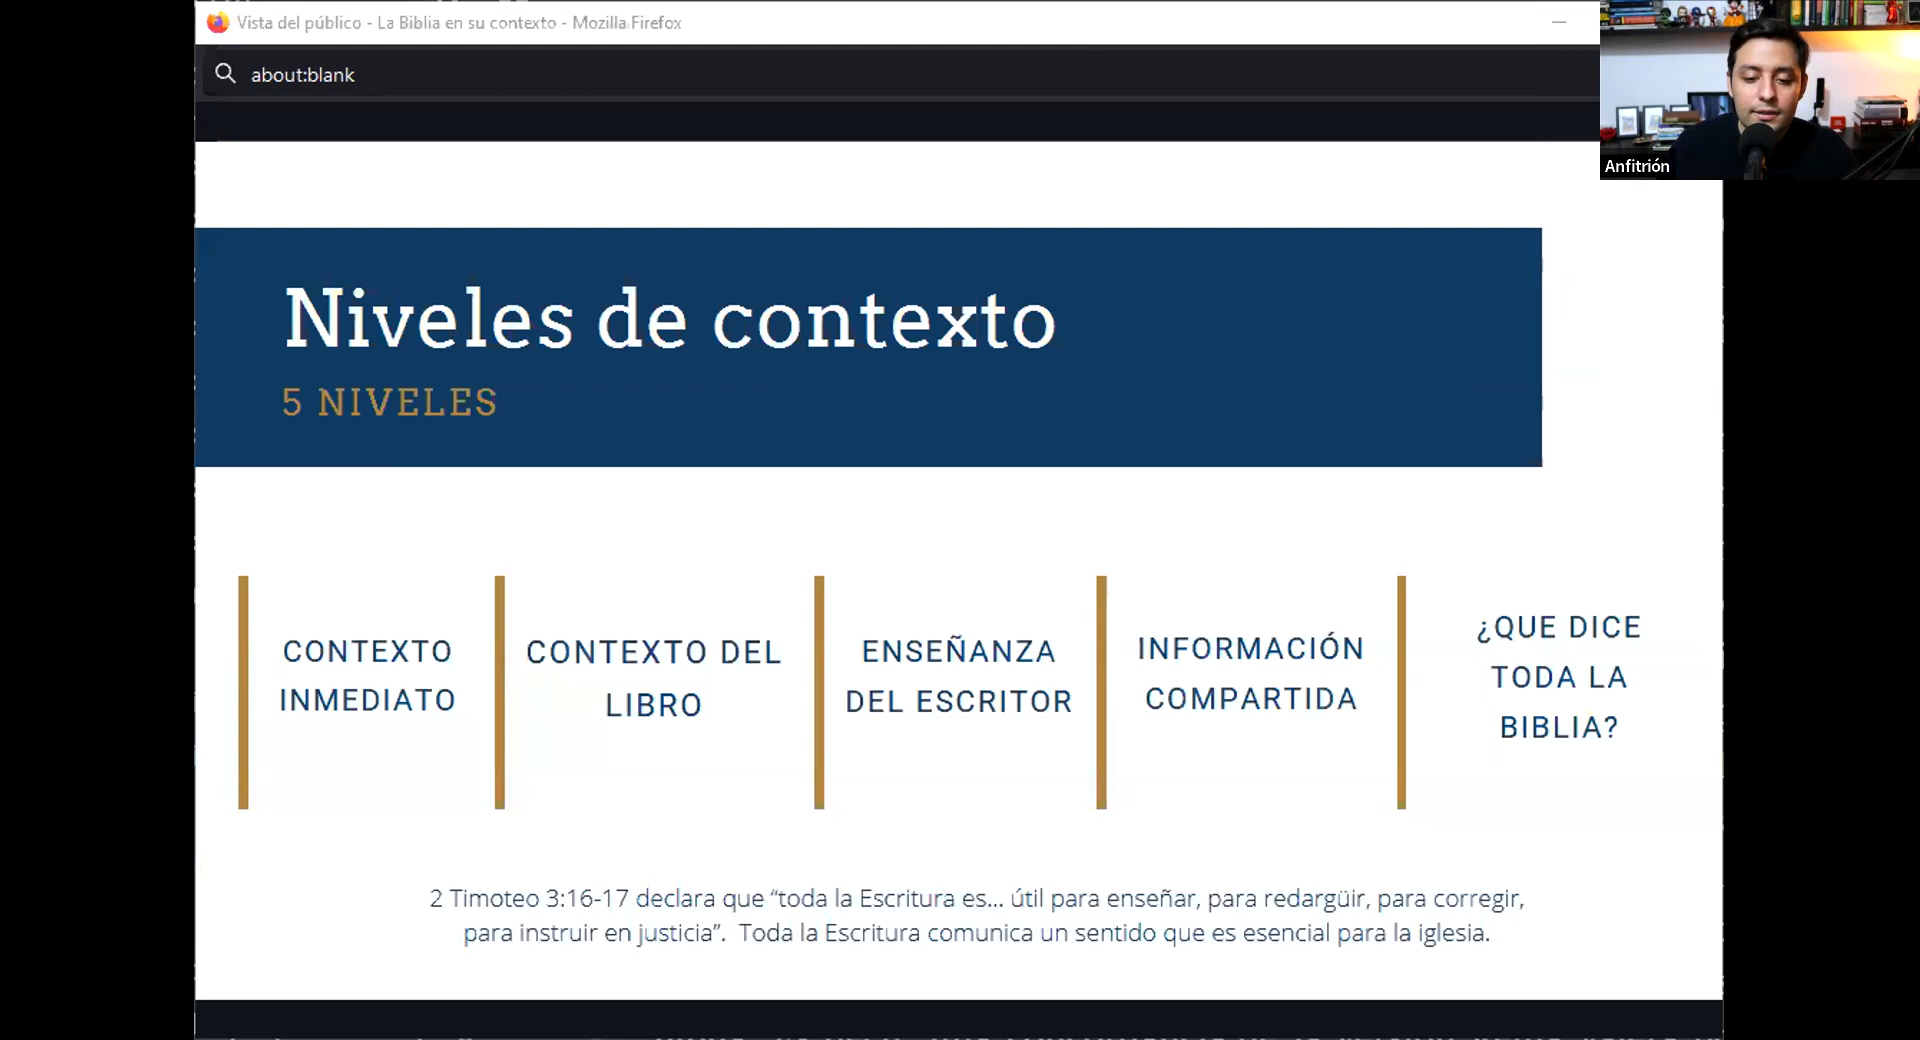 Vista del público - La Biblia en su contexto - Mozilla Firefox
about:blank
Anfitrión
Niveles de contexto
5 NIVELES
CONTEXTO
INMEDIATO
CONTEXTO DEL
LIBRO
ENSEÑANZA
DEL ESCRITOR
INFORMACIÓN
COMPARTIDA
¿QUE DICE
TODA LA
BIBLIA?
2 Timoteo 3:16-17 declara que “toda la Escritura es... útil para enseñar, para redargüir, para corregir,
para instruir en justicia”. Toda la Escritura comunica un sentido que es esencial para la iglesia.